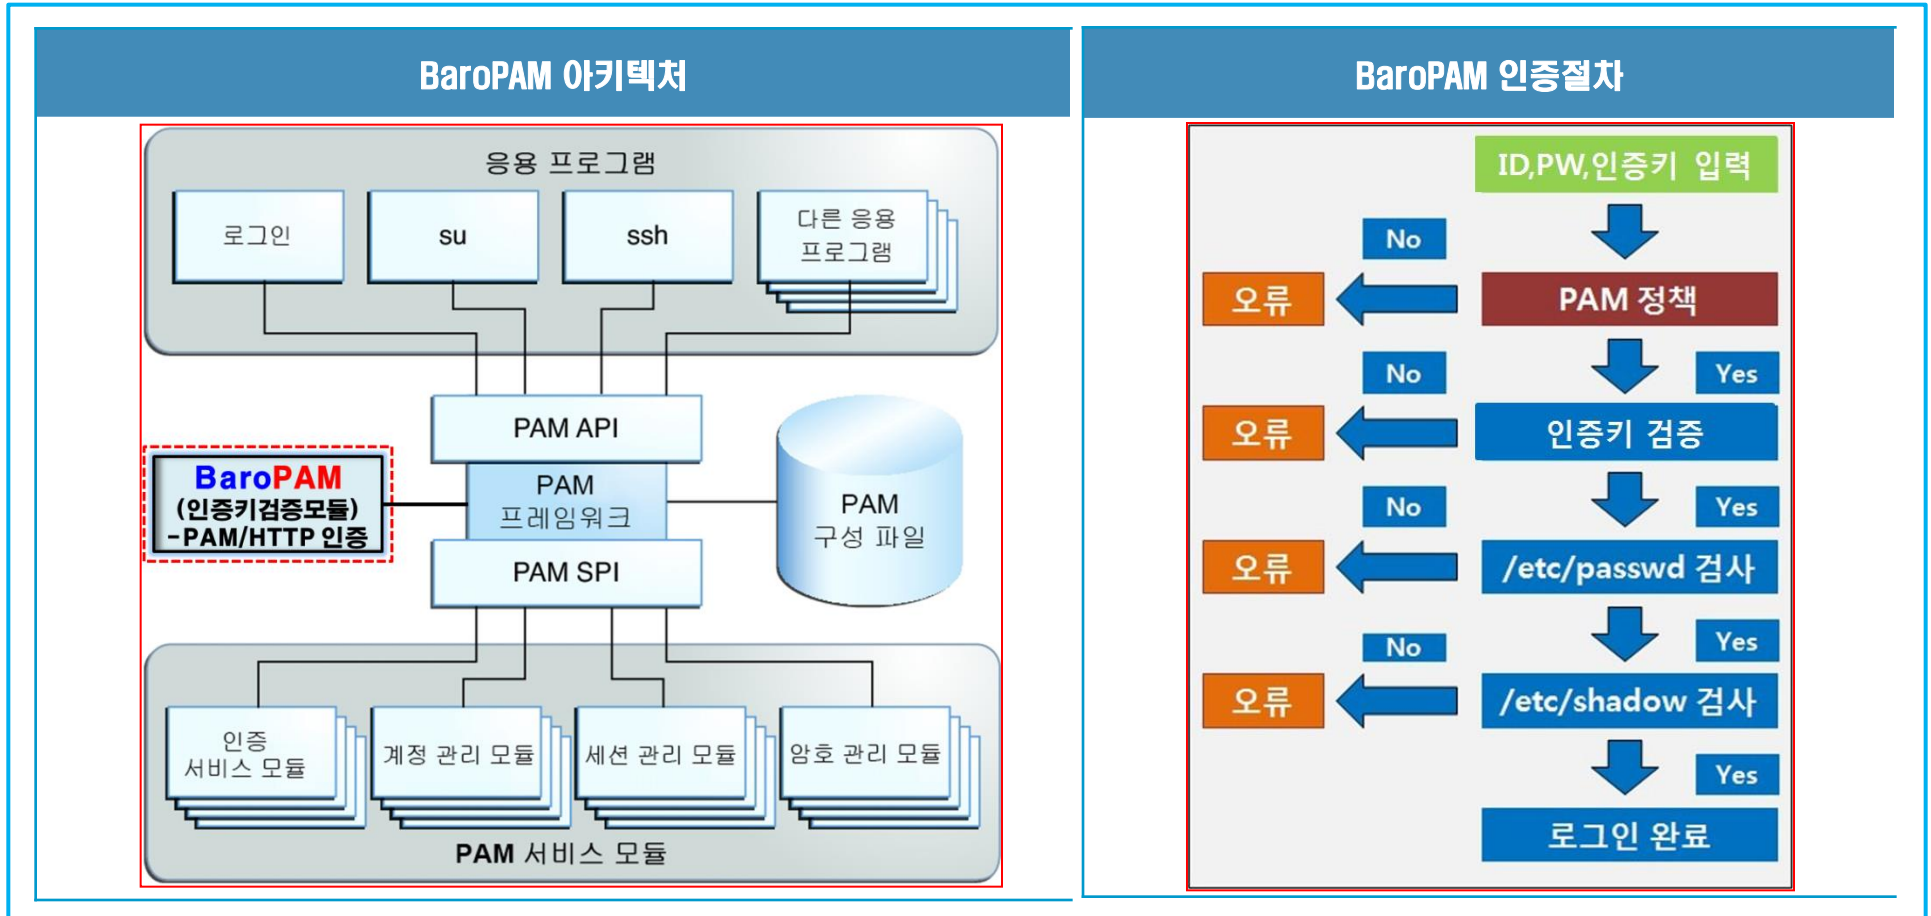 BaroPAM 아키텍처
응용 프로그램
로그인
su
ssh
다른 응용
프로그램
PAM API
BaroPAM
(인증키검증모듈)
-PAM/HTTP 인증
PAM
프레임워크
PAM
구성 파일
PAM SPI
인증
서비스 모듈
계정 관리 모듈
세션 관리 모듈
암호 관리 모듈
PAM 서비스 모듈
BaroPAM 인증절차
ID,PW,인증키 입력
No
오류
PAM 정책
No
Yes
오류
인증키 검증
No
Yes
오류
/etc/passwd 검사
No
Yes
오류
/etc/shadow 검사
Yes
로그인 완료